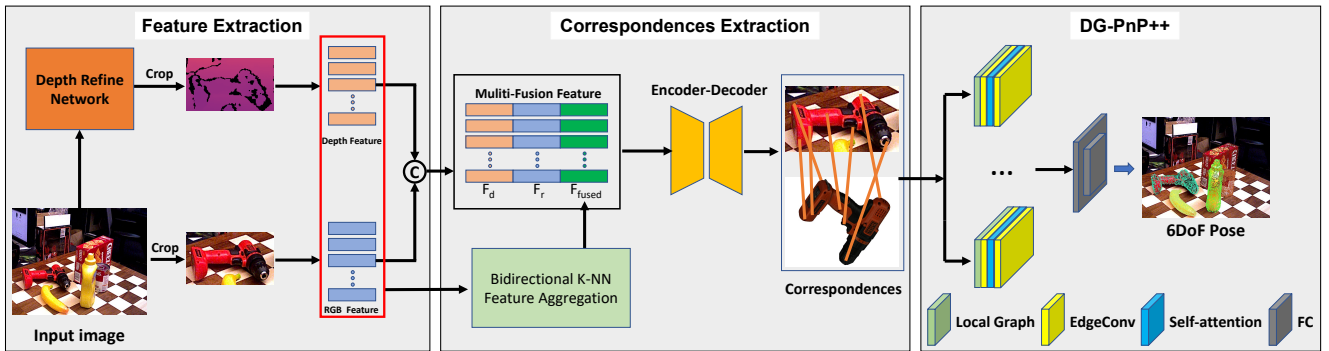 Feature Extraction
Depth Refine
Network
Crop
Depth Feature
Input image
Crop
RGB Feature
C
Correspondences Extraction
Muliti-Fusion Feature
F_d F_r F_fused
Bidirectional K-NN
Feature Aggregation
Encoder-Decoder
Correspondences
DG-PnP++
...
6DoF Pose
Local Graph EdgeConv Self-attention FC